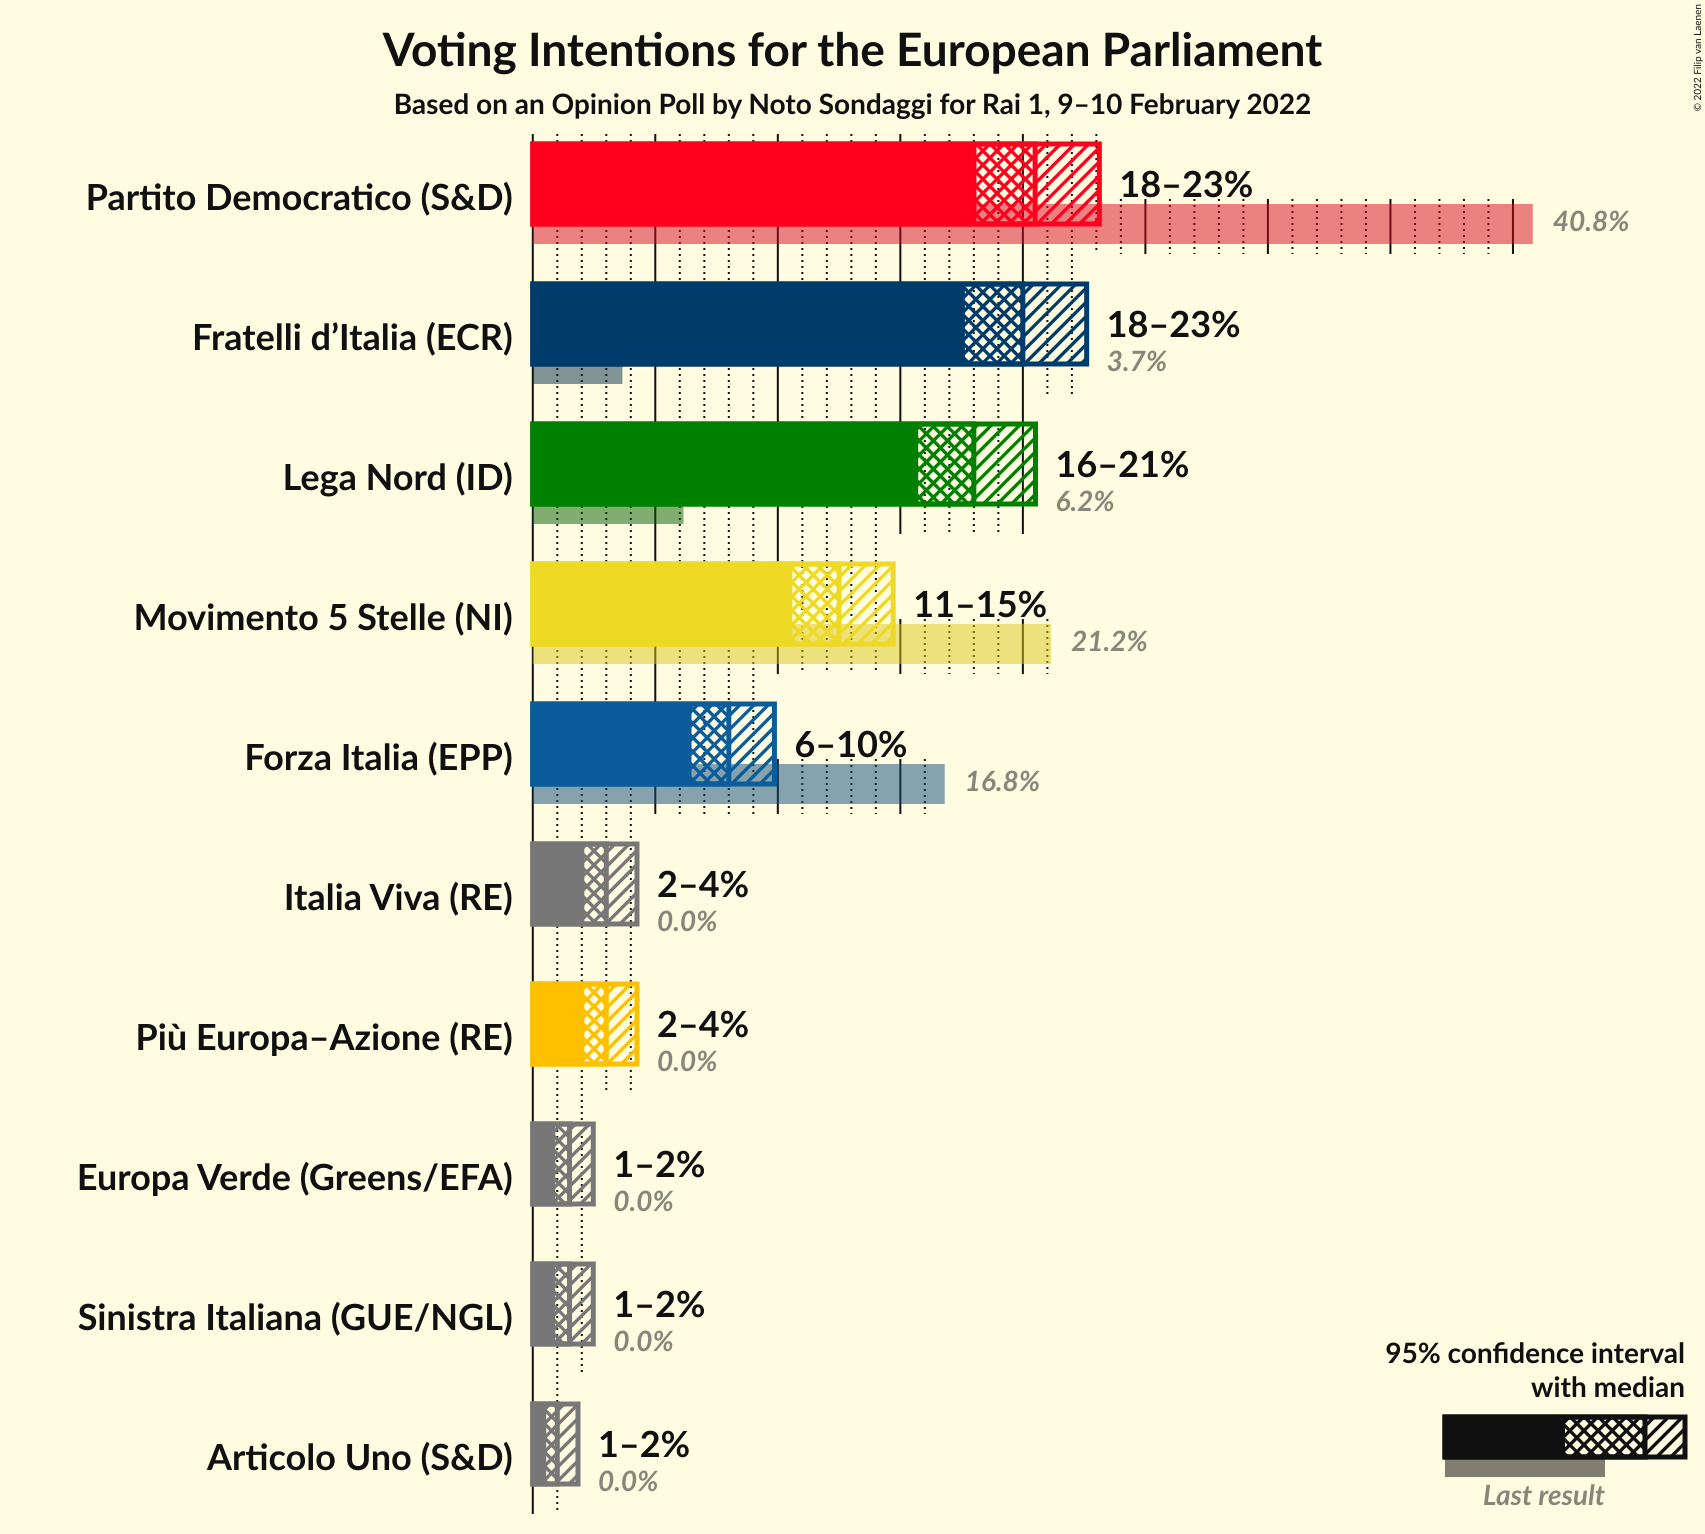 Voting Intentions for the European Parliament
Based on an Opinion Poll by Noto Sondaggi for Rai 1, 9–10 February 2022
© 2022 Filip van Laenen
Partito Democratico (S&D)
18–23%
40.8%
Fratelli d’Italia (ECR)
18–23%
3.7%
Lega Nord (ID)
16–21%
6.2%
Movimento 5 Stelle (NI)
11–15%
21.2%
Forza Italia (EPP)
6–10%
16.8%
Italia Viva (RE)
2–4%
0.0%
Più Europa–Azione (RE)
2–4%
0.0%
Europa Verde (Greens/EFA)
1–2%
0.0%
Sinistra Italiana (GUE/NGL)
1–2%
0.0%
Articolo Uno (S&D)
1–2%
0.0%
95% confidence interval
with median
Last result